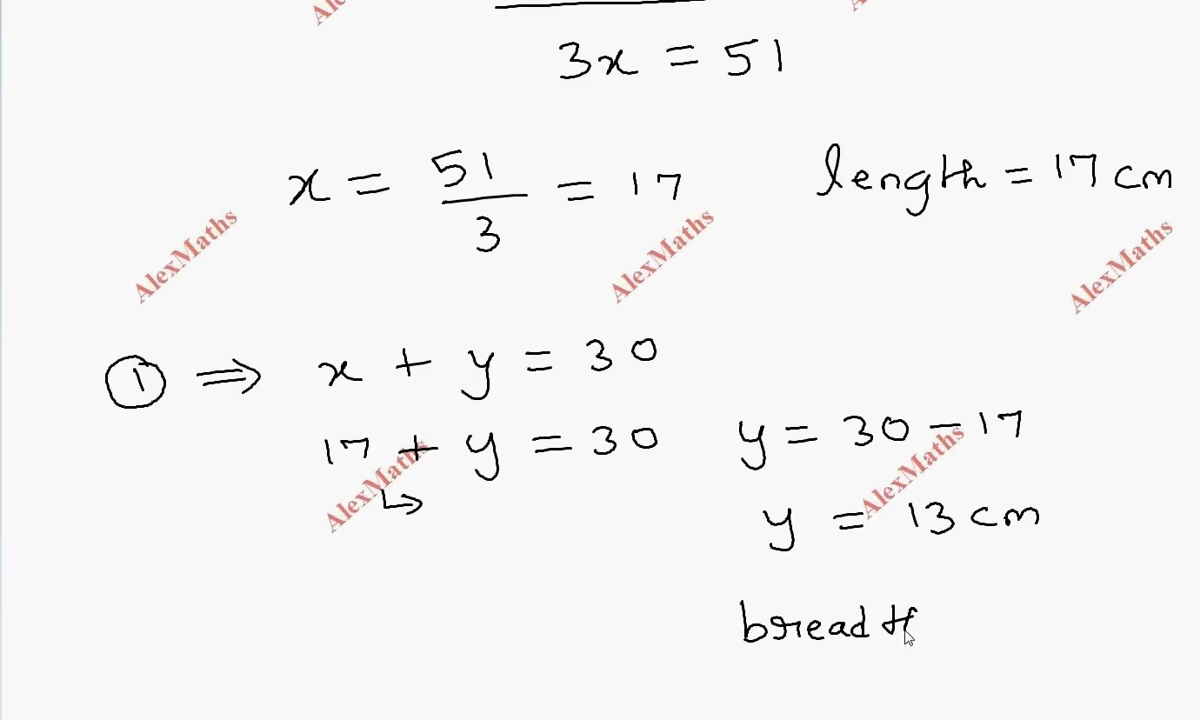 3x = 51
x = 51/3 = 17 length = 17 cm
① ⇒ x + y = 30
17 + y = 30 y = 30 - 17
↳ y = 13 cm
breadth
AlexMaths
AlexMaths
AlexMaths
AlexMaths
AlexMaths